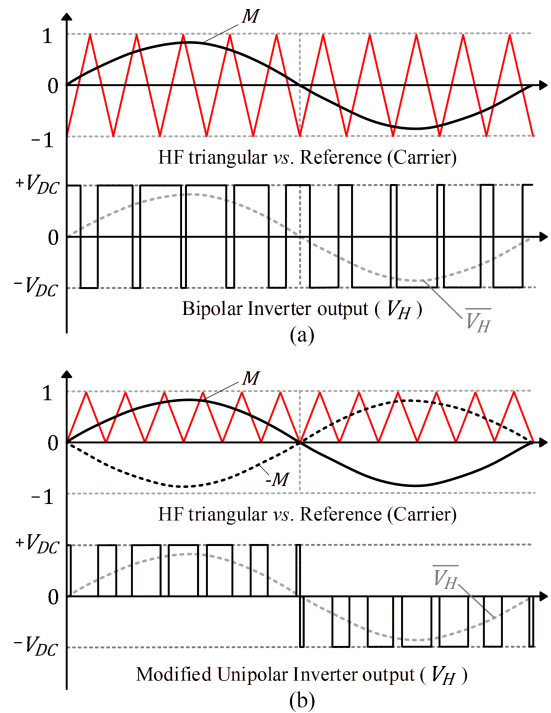 M
1
0
−1
HF triangular vs. Reference (Carrier)
+VDC
0
−VDC
Bipolar Inverter output ( VH )
VH
(a)
M
1
0
−1
-M
HF triangular vs. Reference (Carrier)
+VDC
VH
0
−VDC
Modified Unipolar Inverter output ( VH )
(b)